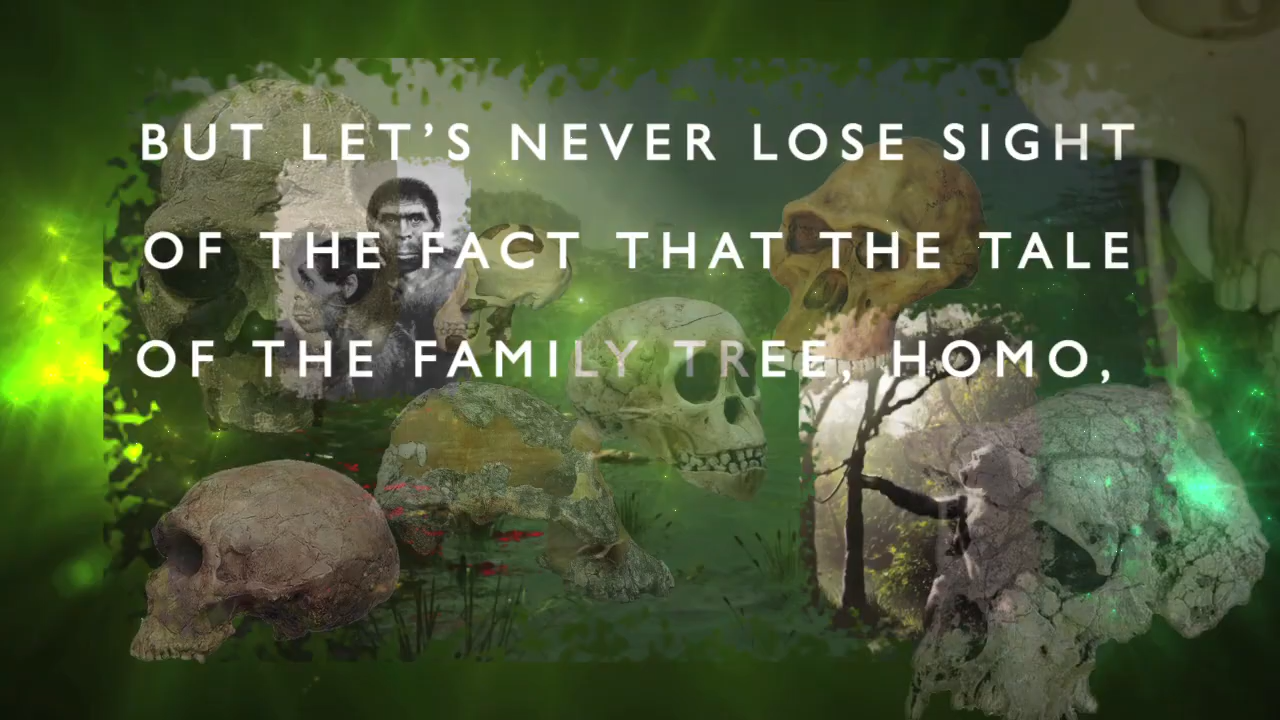 BUT LET’S NEVER LOSE SIGHT
OF THE FACT THAT THE TALE
OF THE FAMILY TREE, HOMO,